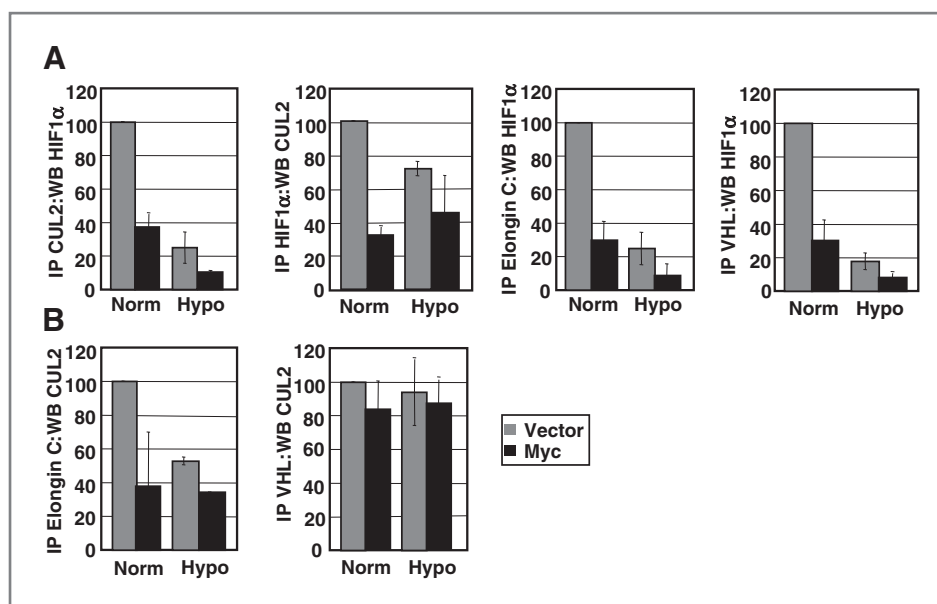 A
IP CUL2:WB HIF1α
120
100
80
60
40
20
0
Norm Hypo
IP HIF1α:WB CUL2
120
100
80
60
40
20
0
Norm Hypo
IP Elongin C:WB HIF1α
120
100
80
60
40
20
0
Norm Hypo
IP VHL:WB HIF1α
120
100
80
60
40
20
0
Norm Hypo
B
IP Elongin C:WB CUL2
120
100
80
60
40
20
0
Norm Hypo
IP VHL:WB CUL2
120
100
80
60
40
20
0
Norm Hypo
Vector
Myc